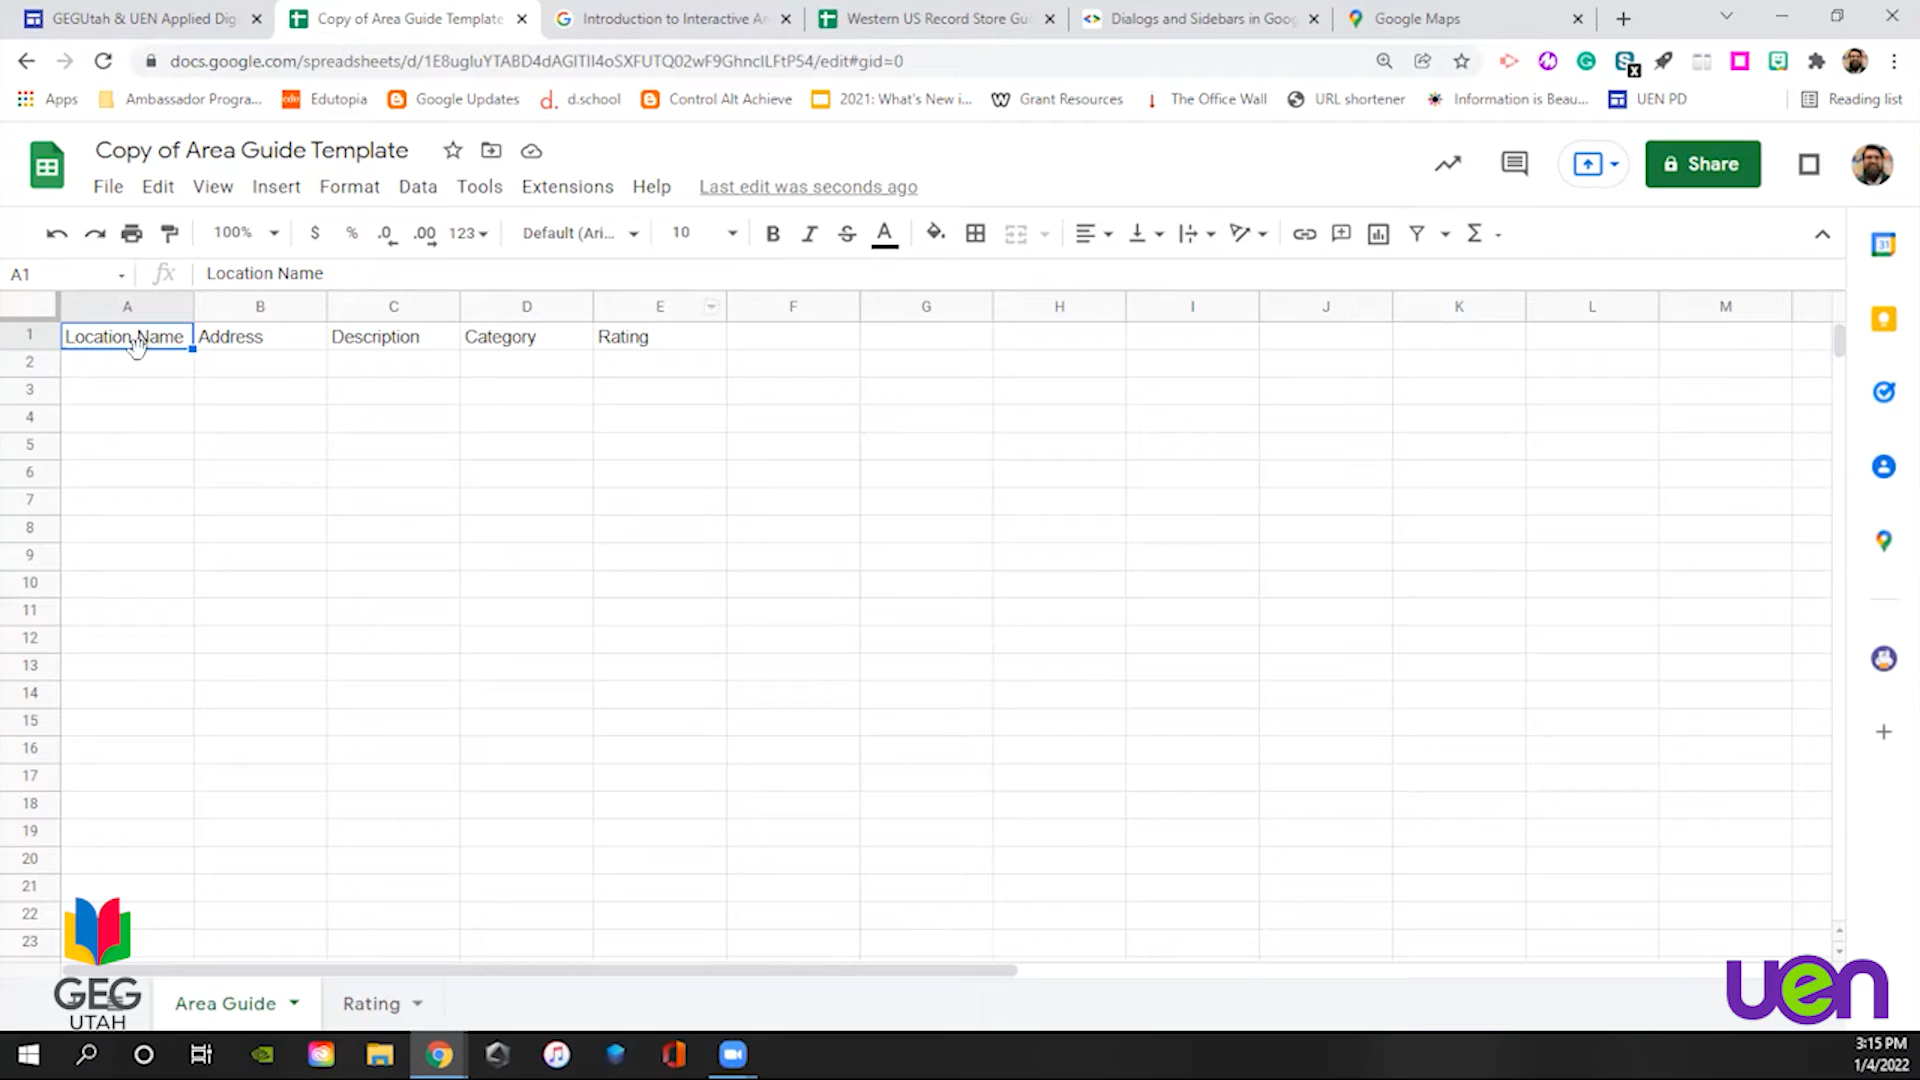 GEGUtah & UEN Applied Dig
Copy of Area Guide Template
Introduction to Interactive Ar
Western US Record Store Gu
Dialogs and Sidebars in Goog
Google Maps
docs.google.com/spreadsheets/d/1E8ugIuYTABD4dAGITII4oSXFUTQ02wF9GhncILFtP54/edit#gid=0
Apps
Ambassador Progra...
Edutopia
Google Updates
d.school
Control Alt Achieve
2021: What's New i...
Grant Resources
The Office Wall
URL shortener
Information is Beau...
UEN PD
Reading list
Copy of Area Guide Template
Share
File Edit View Insert Format Data Tools Extensions Help Last edit was seconds ago
100% $ % .0 .00 123 Default (Ari... 10 B I S A
A1 fx Location Name
A B C D E F G H I J K L M
1 Location Name Address Description Category Rating
2
3
4
5
6
7
8
9
10
11
12
13
14
15
16
17
18
19
20
21
22
23
GEG
UTAH
Area Guide
Rating
uen
3:15 PM
1/4/2022